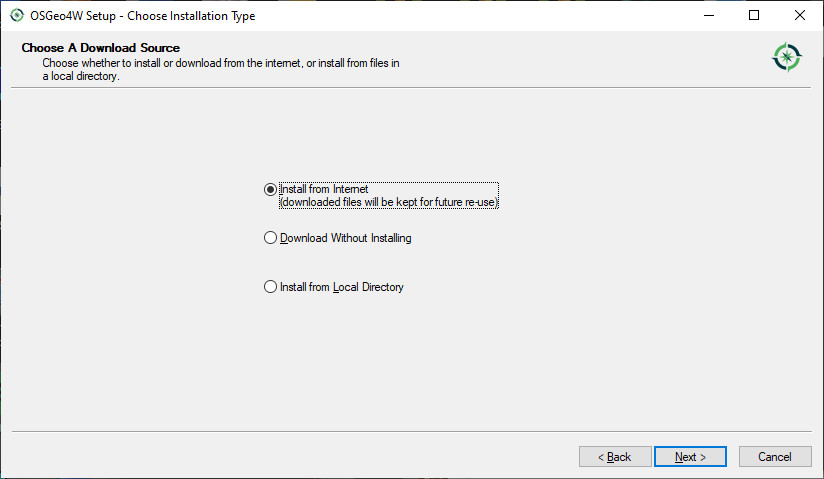 OSGeo4W Setup - Choose Installation Type
Choose A Download Source
Choose whether to install or download from the internet, or install from files in
a local directory.
Install from Internet
(downloaded files will be kept for future re-use)
Download Without Installing
Install from Local Directory
< Back
Next >
Cancel